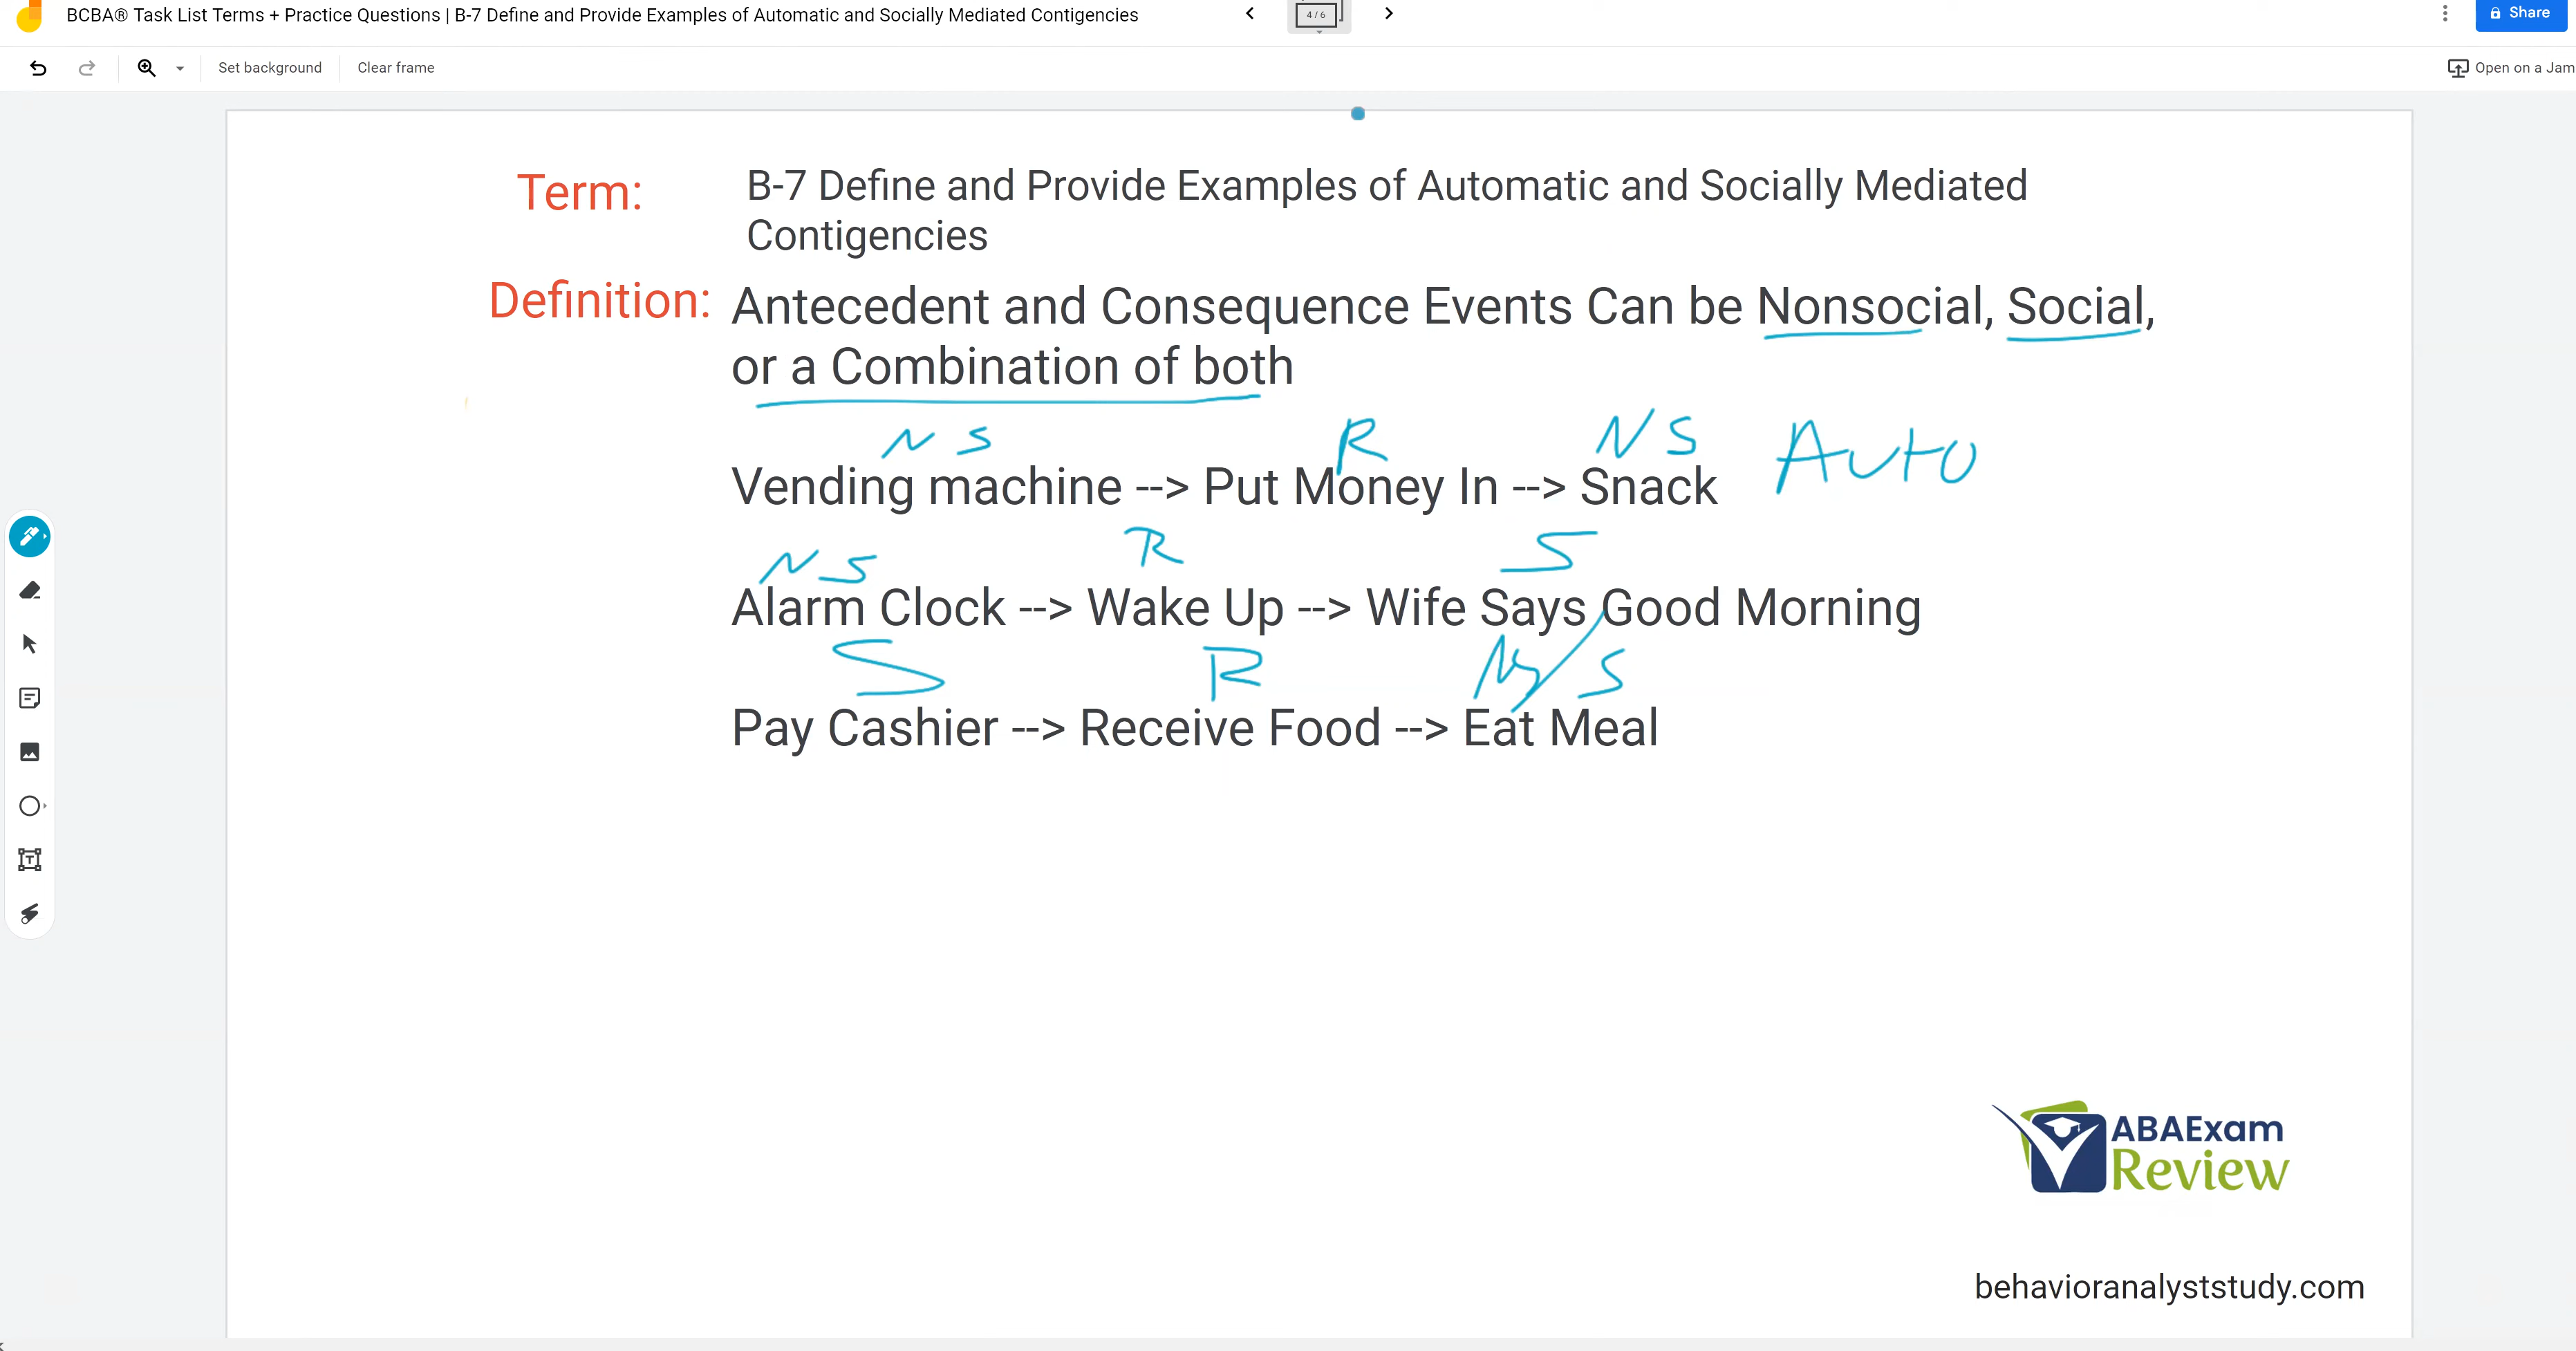 BCBA® Task List Terms + Practice Questions | B-7 Define and Provide Examples of Automatic and Socially Mediated Contigencies
4 / 6
Share
Set background
Clear frame
Open on a Jam
Term:
B-7 Define and Provide Examples of Automatic and Socially Mediated
Contigencies
Definition:
Antecedent and Consequence Events Can be Nonsocial, Social,
or a Combination of both
NS R NS Auto
Vending machine --> Put Money In --> Snack
NS R S
Alarm Clock --> Wake Up --> Wife Says Good Morning
S R NS/S
Pay Cashier --> Receive Food --> Eat Meal
ABAExam
Review
behavioranalyststudy.com